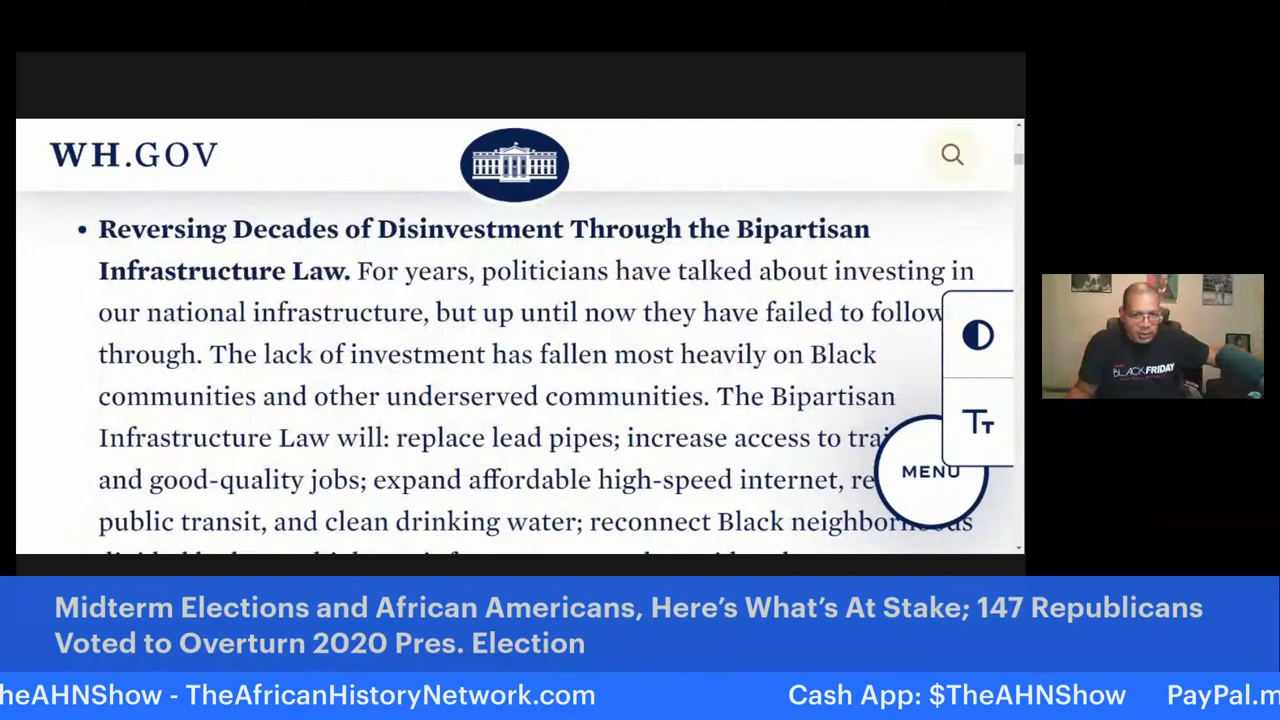 WH.GOV
• Reversing Decades of Disinvestment Through the Bipartisan
Infrastructure Law. For years, politicians have talked about investing in
our national infrastructure, but up until now they have failed to follow
through. The lack of investment has fallen most heavily on Black
communities and other underserved communities. The Bipartisan
Infrastructure Law will: replace lead pipes; increase access to
and good-quality jobs; expand affordable high-speed internet,
public transit, and clean drinking water; reconnect Black neighborhoods
MENU
BLACK FRIDAY
Midterm Elections and African Americans, Here's What's At Stake; 147 Republicans
Voted to Overturn 2020 Pres. Election
heAHNShow - TheAfricanHistoryNetwork.com Cash App: $TheAHNShow PayPal.m